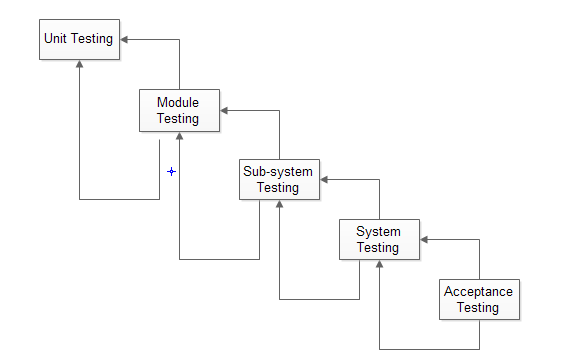 Unit Testing
Module
Testing
Sub-system
Testing
System
Testing
Acceptance
Testing